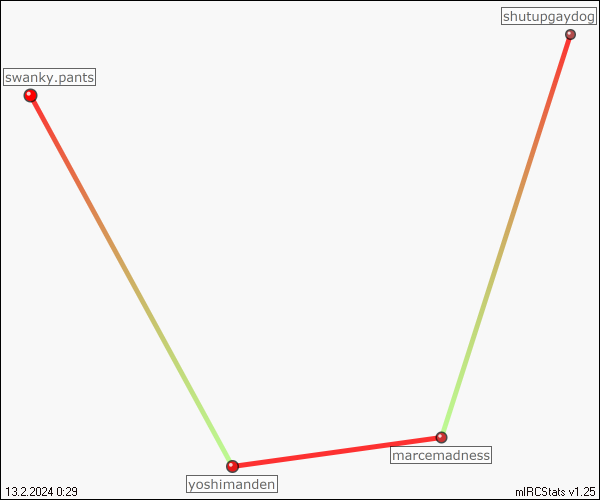 shutupgaydog
swanky.pants
marcemadness
yoshimanden
13.2.2024 0:29
mIRCStats v1.25